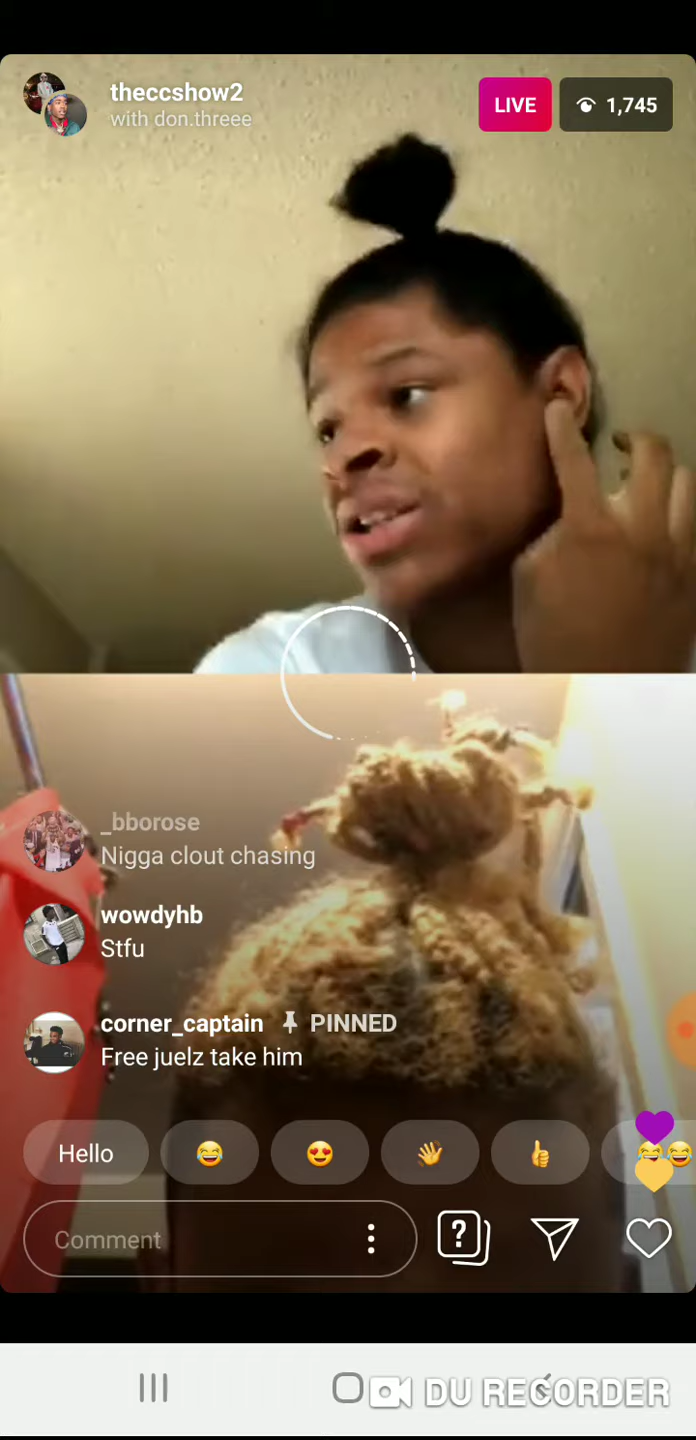 theccshow2
with don.threee
LIVE
1,745
_bborose
Nigga clout chasing
wowdyhb
Stfu
corner_captain PINNED
Free juelz take him
Hello
Comment
DU RECORDER